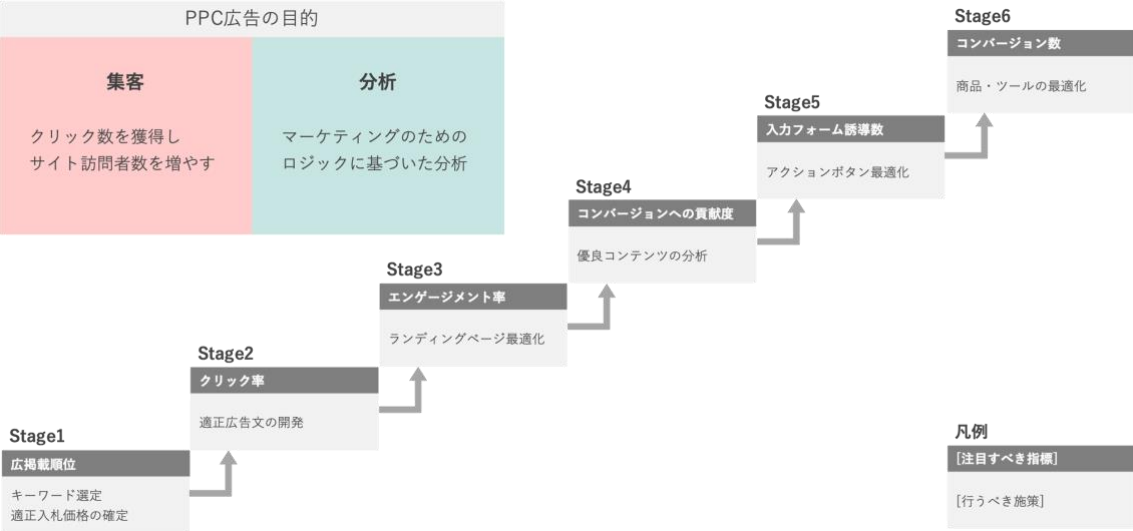 PPC広告の目的
集客
クリック数を獲得し
サイト訪問者数を増やす
分析
マーケティングのための
ロジックに基づいた分析
Stage1
広掲載順位
キーワード選定
適正入札価格の確定
Stage2
クリック率
適正広告文の開発
Stage3
エンゲージメント率
ランディングページ最適化
Stage4
コンバージョンへの貢献度
優良コンテンツの分析
Stage5
入力フォーム誘導数
アクションボタン最適化
Stage6
コンバージョン数
商品・ツールの最適化
凡例
[注目すべき指標]
[行うべき施策]